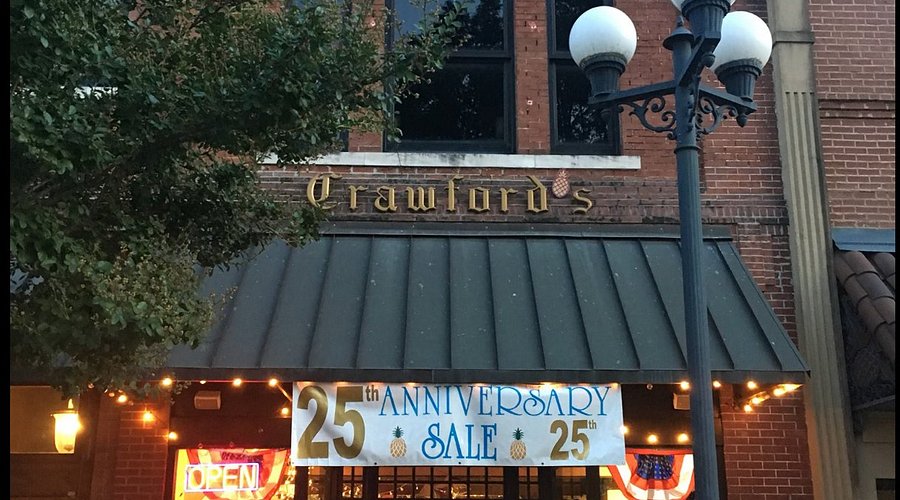 Crawford's
25th ANNIVERSARY
SALE 25th
OPEN